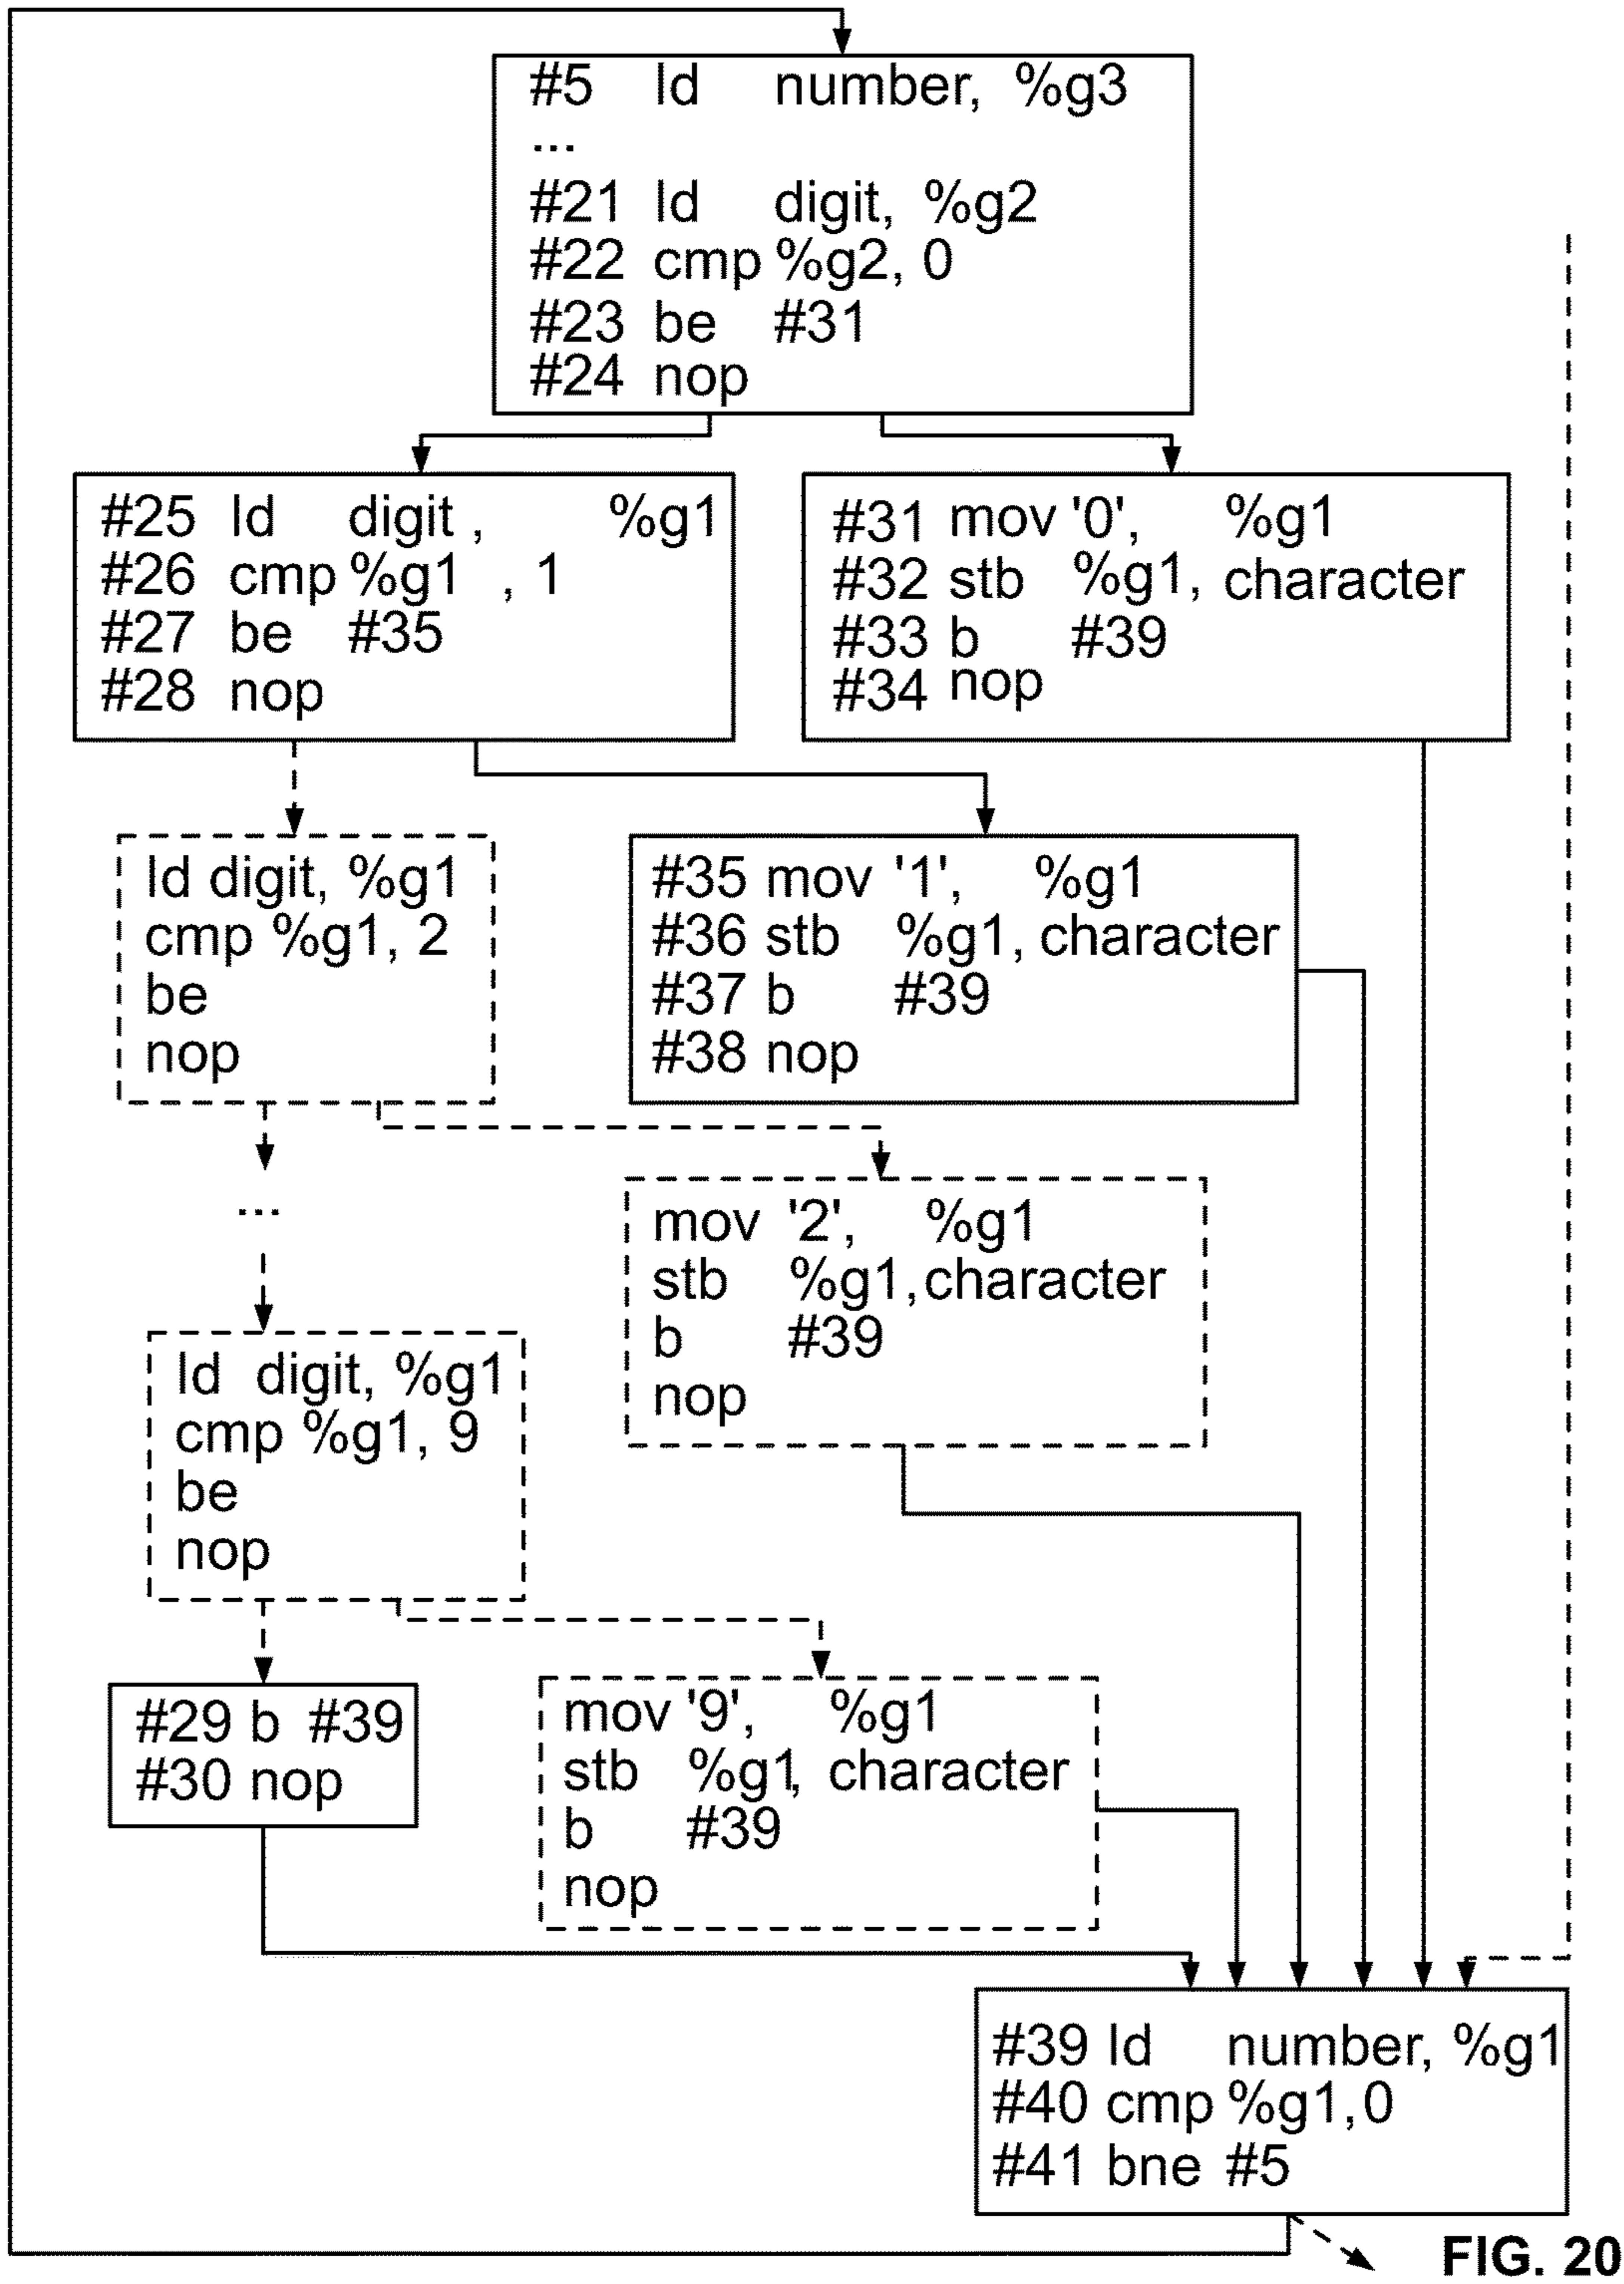 #5 ld number, %g3
...
#21 ld digit, %g2
#22 cmp %g2, 0
#23 be #31
#24 nop
#25 ld digit , %g1
#26 cmp %g1 , 1
#27 be #35
#28 nop
#31 mov '0', %g1
#32 stb %g1, character
#33 b #39
#34 nop
ld digit, %g1
cmp %g1, 2
be
nop
#35 mov '1', %g1
#36 stb %g1, character
#37 b #39
#38 nop
...
mov '2', %g1
stb %g1, character
b #39
nop
ld digit, %g1
cmp %g1, 9
be
nop
#29 b #39
#30 nop
mov '9', %g1
stb %g1, character
b #39
nop
#39 ld number, %g1
#40 cmp %g1,0
#41 bne #5
FIG. 20